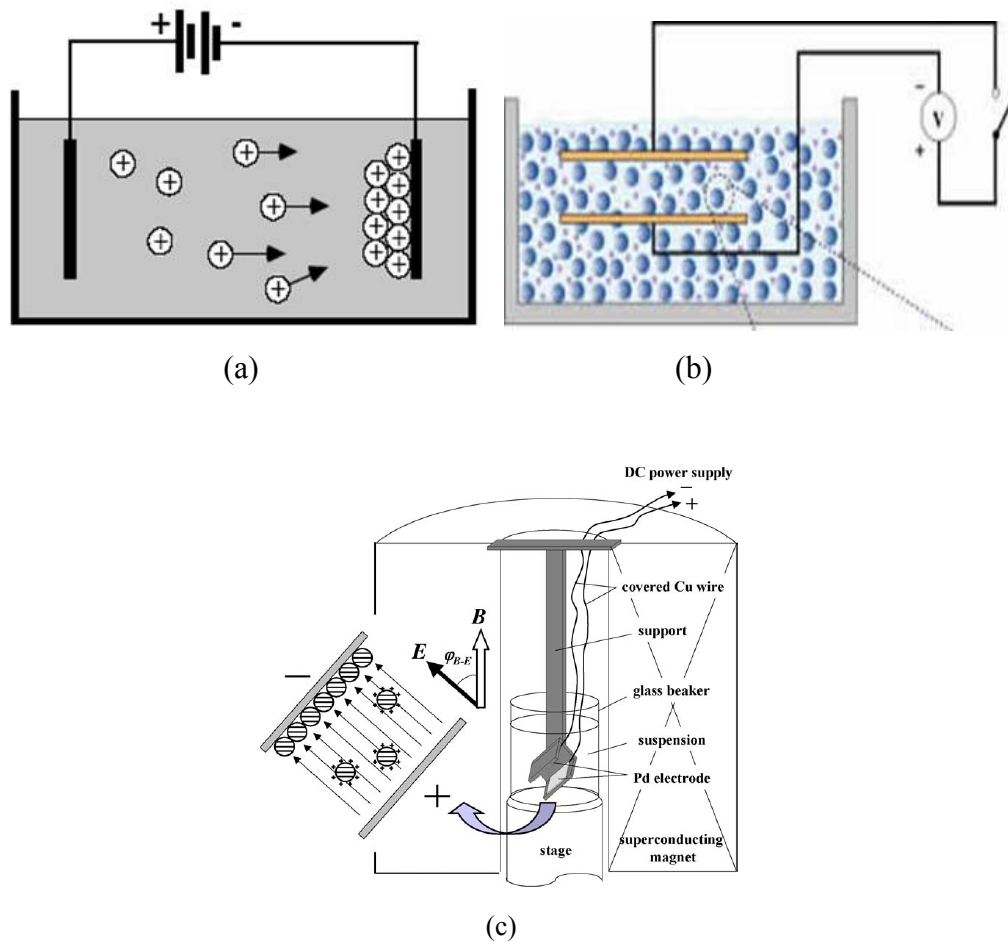 + -
+ + + + + + + + + + + + + + + + +
(a)
-
V
+
(b)
DC power supply
−
+
covered Cu wire
support
glass beaker
suspension
Pd electrode
superconducting
magnet
stage
B
E φB-E
−
+
(c)